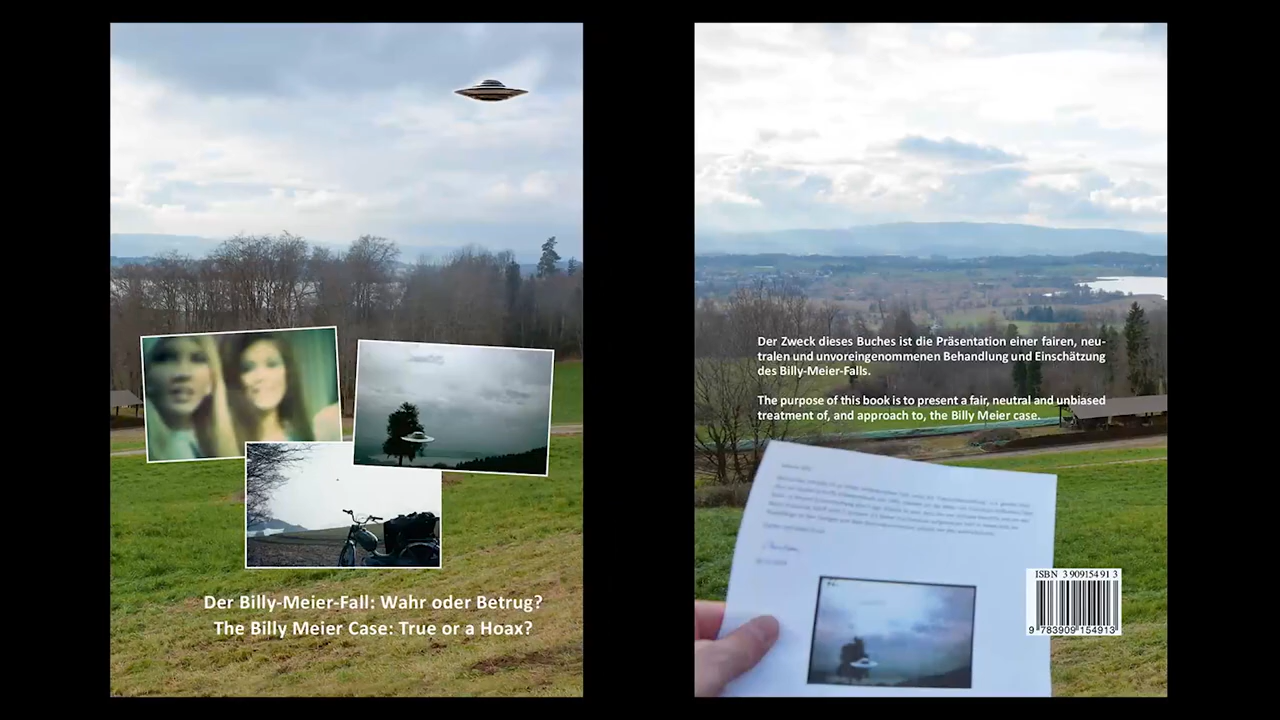 Der Billy-Meier-Fall: Wahr oder Betrug?
The Billy Meier Case: True or a Hoax?
Der Zweck dieses Buches ist die Präsentation einer fairen, neu-
tralen und unvoreingenommenen Behandlung und Einschätzung
des Billy-Meier-Falls.
The purpose of this book is to present a fair, neutral and unbiased
treatment of, and approach to, the Billy Meier case.
ISBN 3 909154 91 3
9 783909 154913